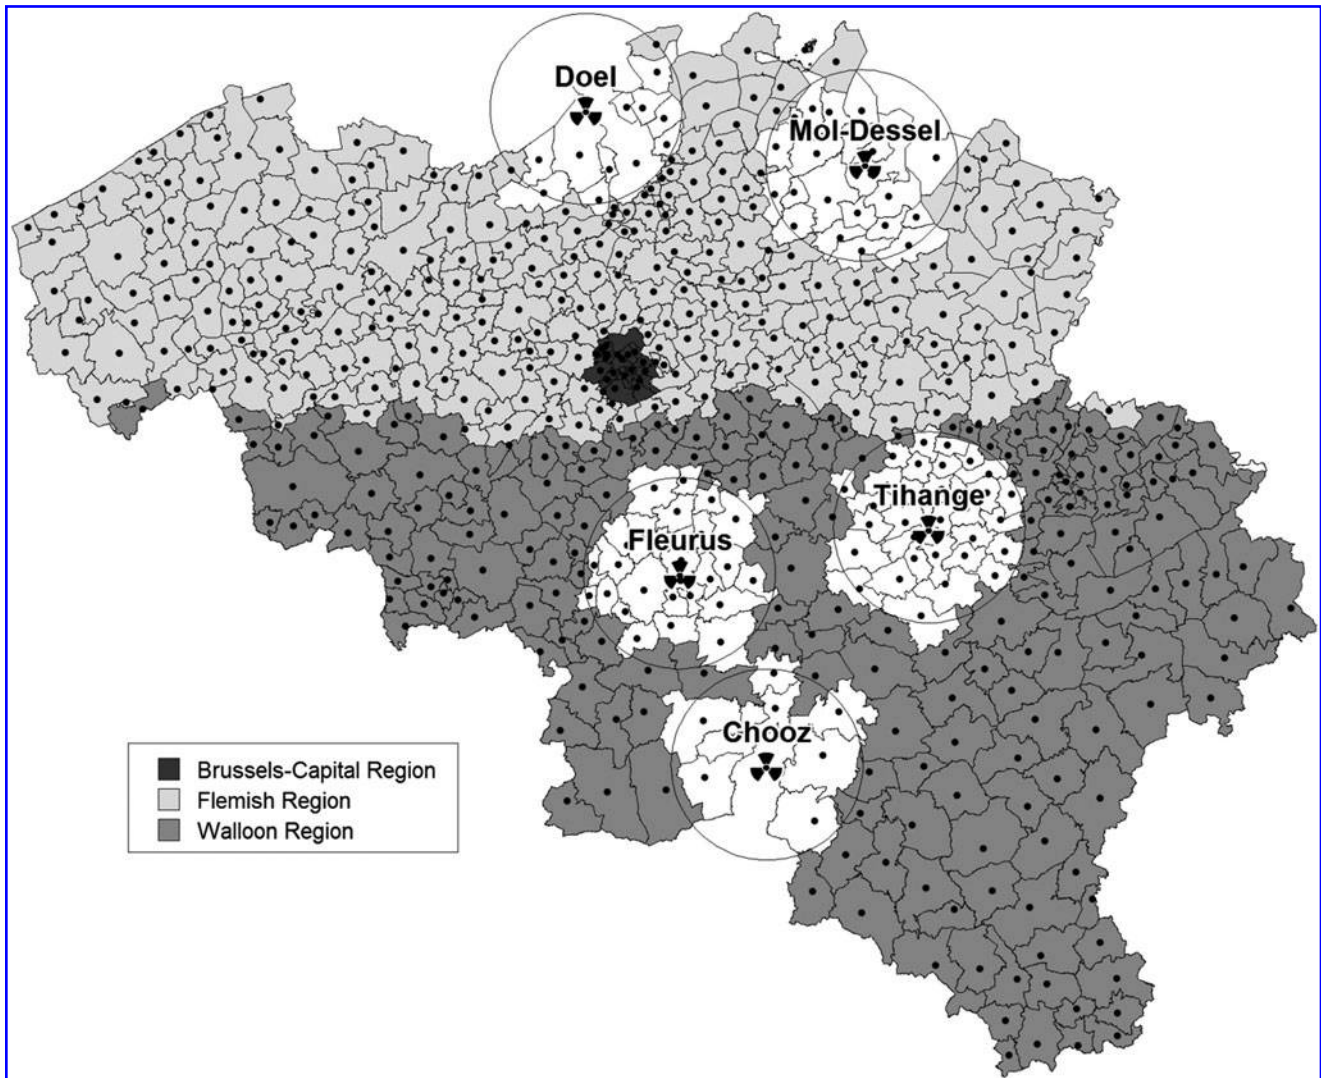 Doel
Mol-Dessel
Tihange
Fleurus
Chooz
Brussels-Capital Region
Flemish Region
Walloon Region